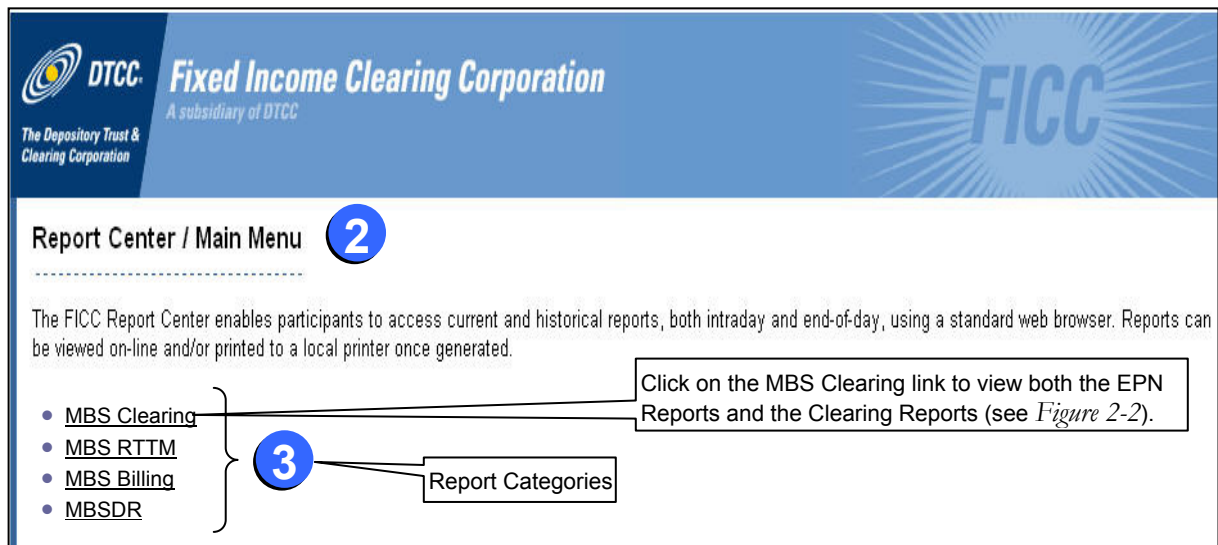 DTCC.
The Depository Trust &
Clearing Corporation
Fixed Income Clearing Corporation
A subsidiary of DTCC
FICC
Report Center / Main Menu
2
The FICC Report Center enables participants to access current and historical reports, both intraday and end-of-day, using a standard web browser. Reports can
be viewed on-line and/or printed to a local printer once generated.
MBS Clearing
MBS RTTM
MBS Billing
MBSDR
3
Report Categories
Click on the MBS Clearing link to view both the EPN
Reports and the Clearing Reports (see Figure 2-2).